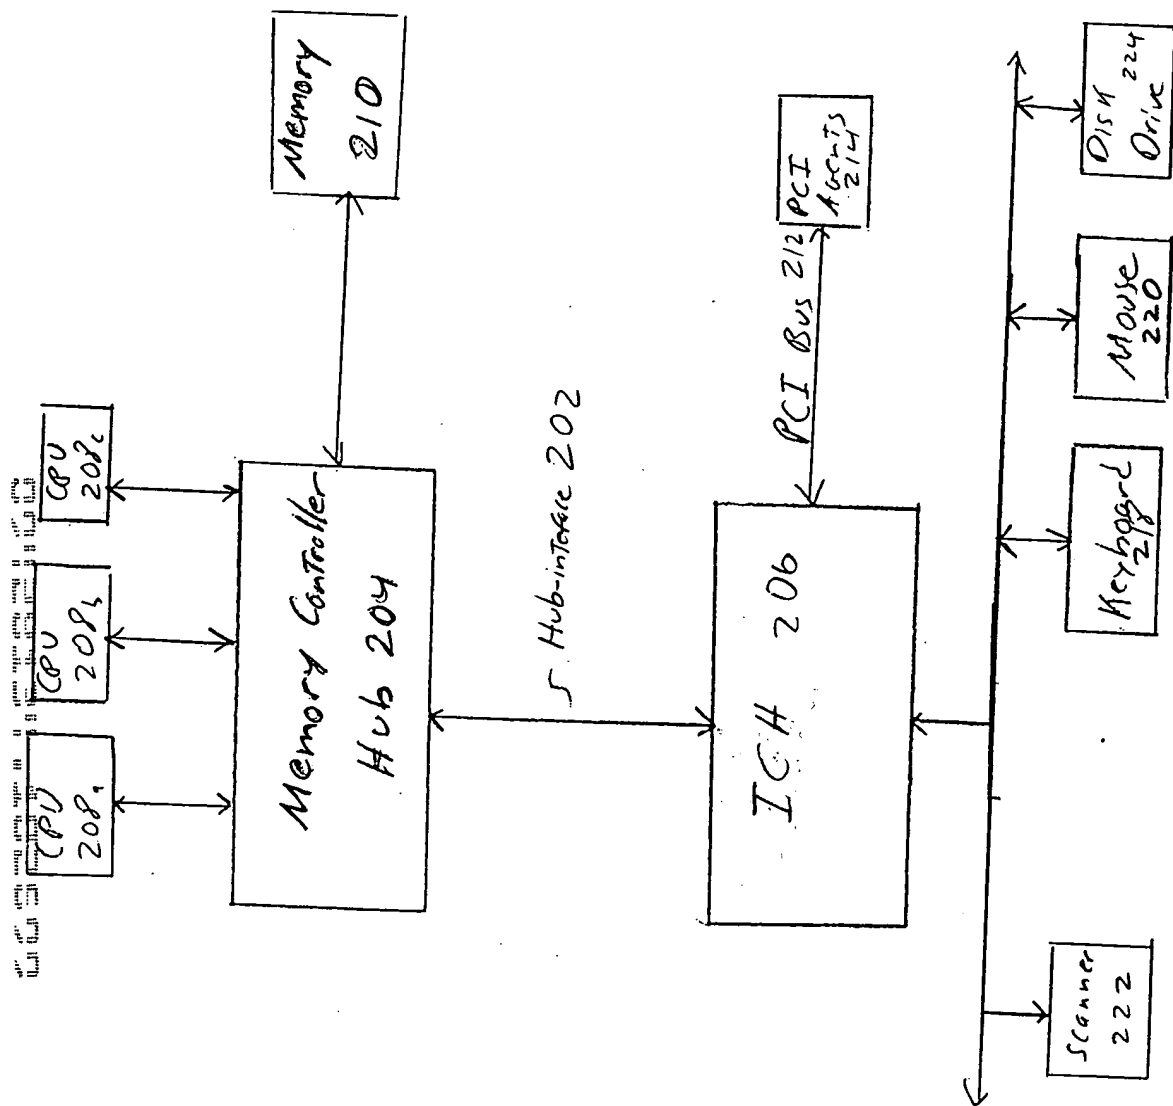 CPU
208a
CPU
208b
CPU
208c
Memory Controller
Hub 204
Memory
210
Hub-interface 202
ICH 206
PCI Bus 212
PCI
Agents
214
Scanner
222
Keyboard
218
Mouse
220
Disk
Drive 224